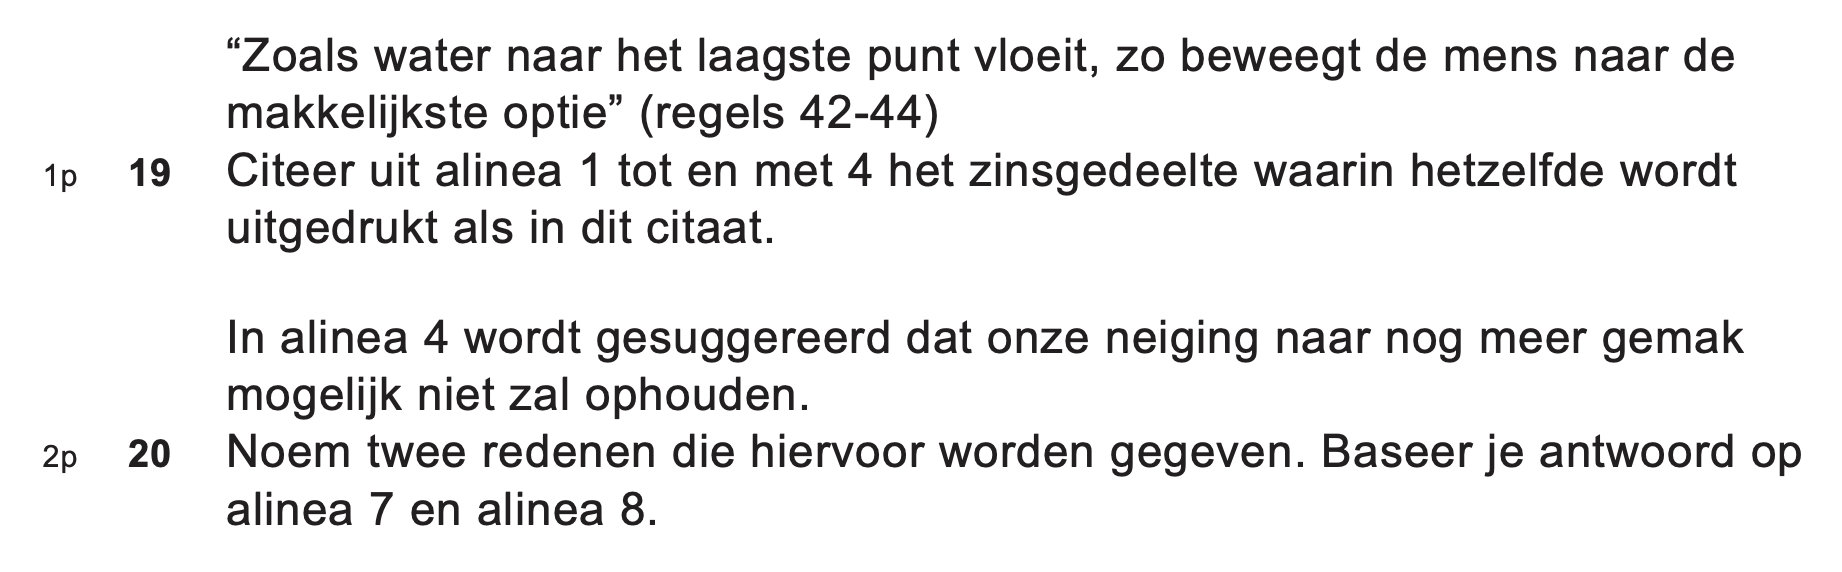 “Zoals water naar het laagste punt vloeit, zo beweegt de mens naar de
makkelijkste optie” (regels 42-44)
1p 19 Citeer uit alinea 1 tot en met 4 het zinsgedeelte waarin hetzelfde wordt
uitgedrukt als in dit citaat.
In alinea 4 wordt gesuggereerd dat onze neiging naar nog meer gemak
mogelijk niet zal ophouden.
2p 20 Noem twee redenen die hiervoor worden gegeven. Baseer je antwoord op
alinea 7 en alinea 8.